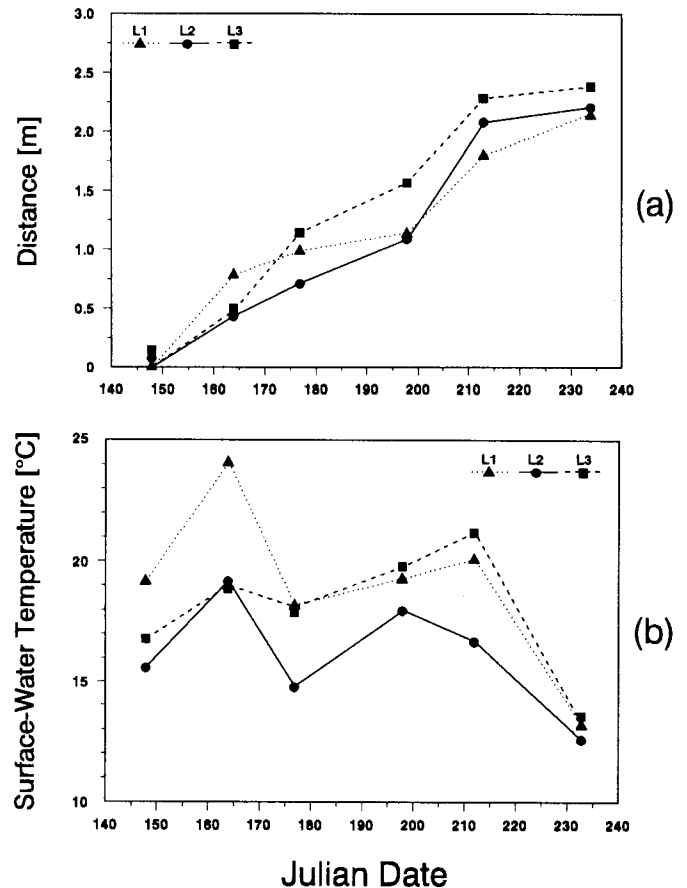 3.0
L1 L2 L3
2.5
2.0
1.5
1.0
0.5
0
Distance [m]
(a)
140 150 160 170 180 190 200 210 220 230 240
25
L1 L2 L3
20
15
10
Surface-Water Temperature [°C]
(b)
140 150 160 170 180 190 200 210 220 230 240
Julian Date